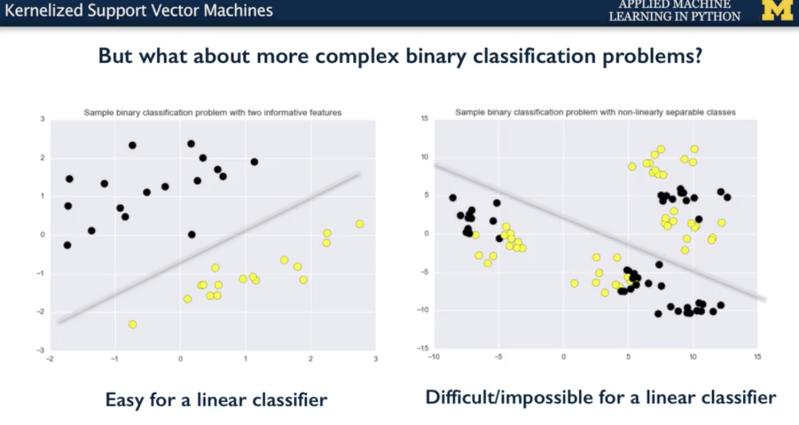 Kernelized Support Vector Machines
APPLIED MACHINE
LEARNING IN PYTHON
M
But what about more complex binary classification problems?
Sample binary classification problem with two informative features
3
2
1
0
−1
−2
−3
−2
−1
0
1
2
3
Sample binary classification problem with non-linearly separable classes
15
10
5
0
−5
−10
−15
−10
−5
0
5
10
15
Easy for a linear classifier
Difficult/impossible for a linear classifier